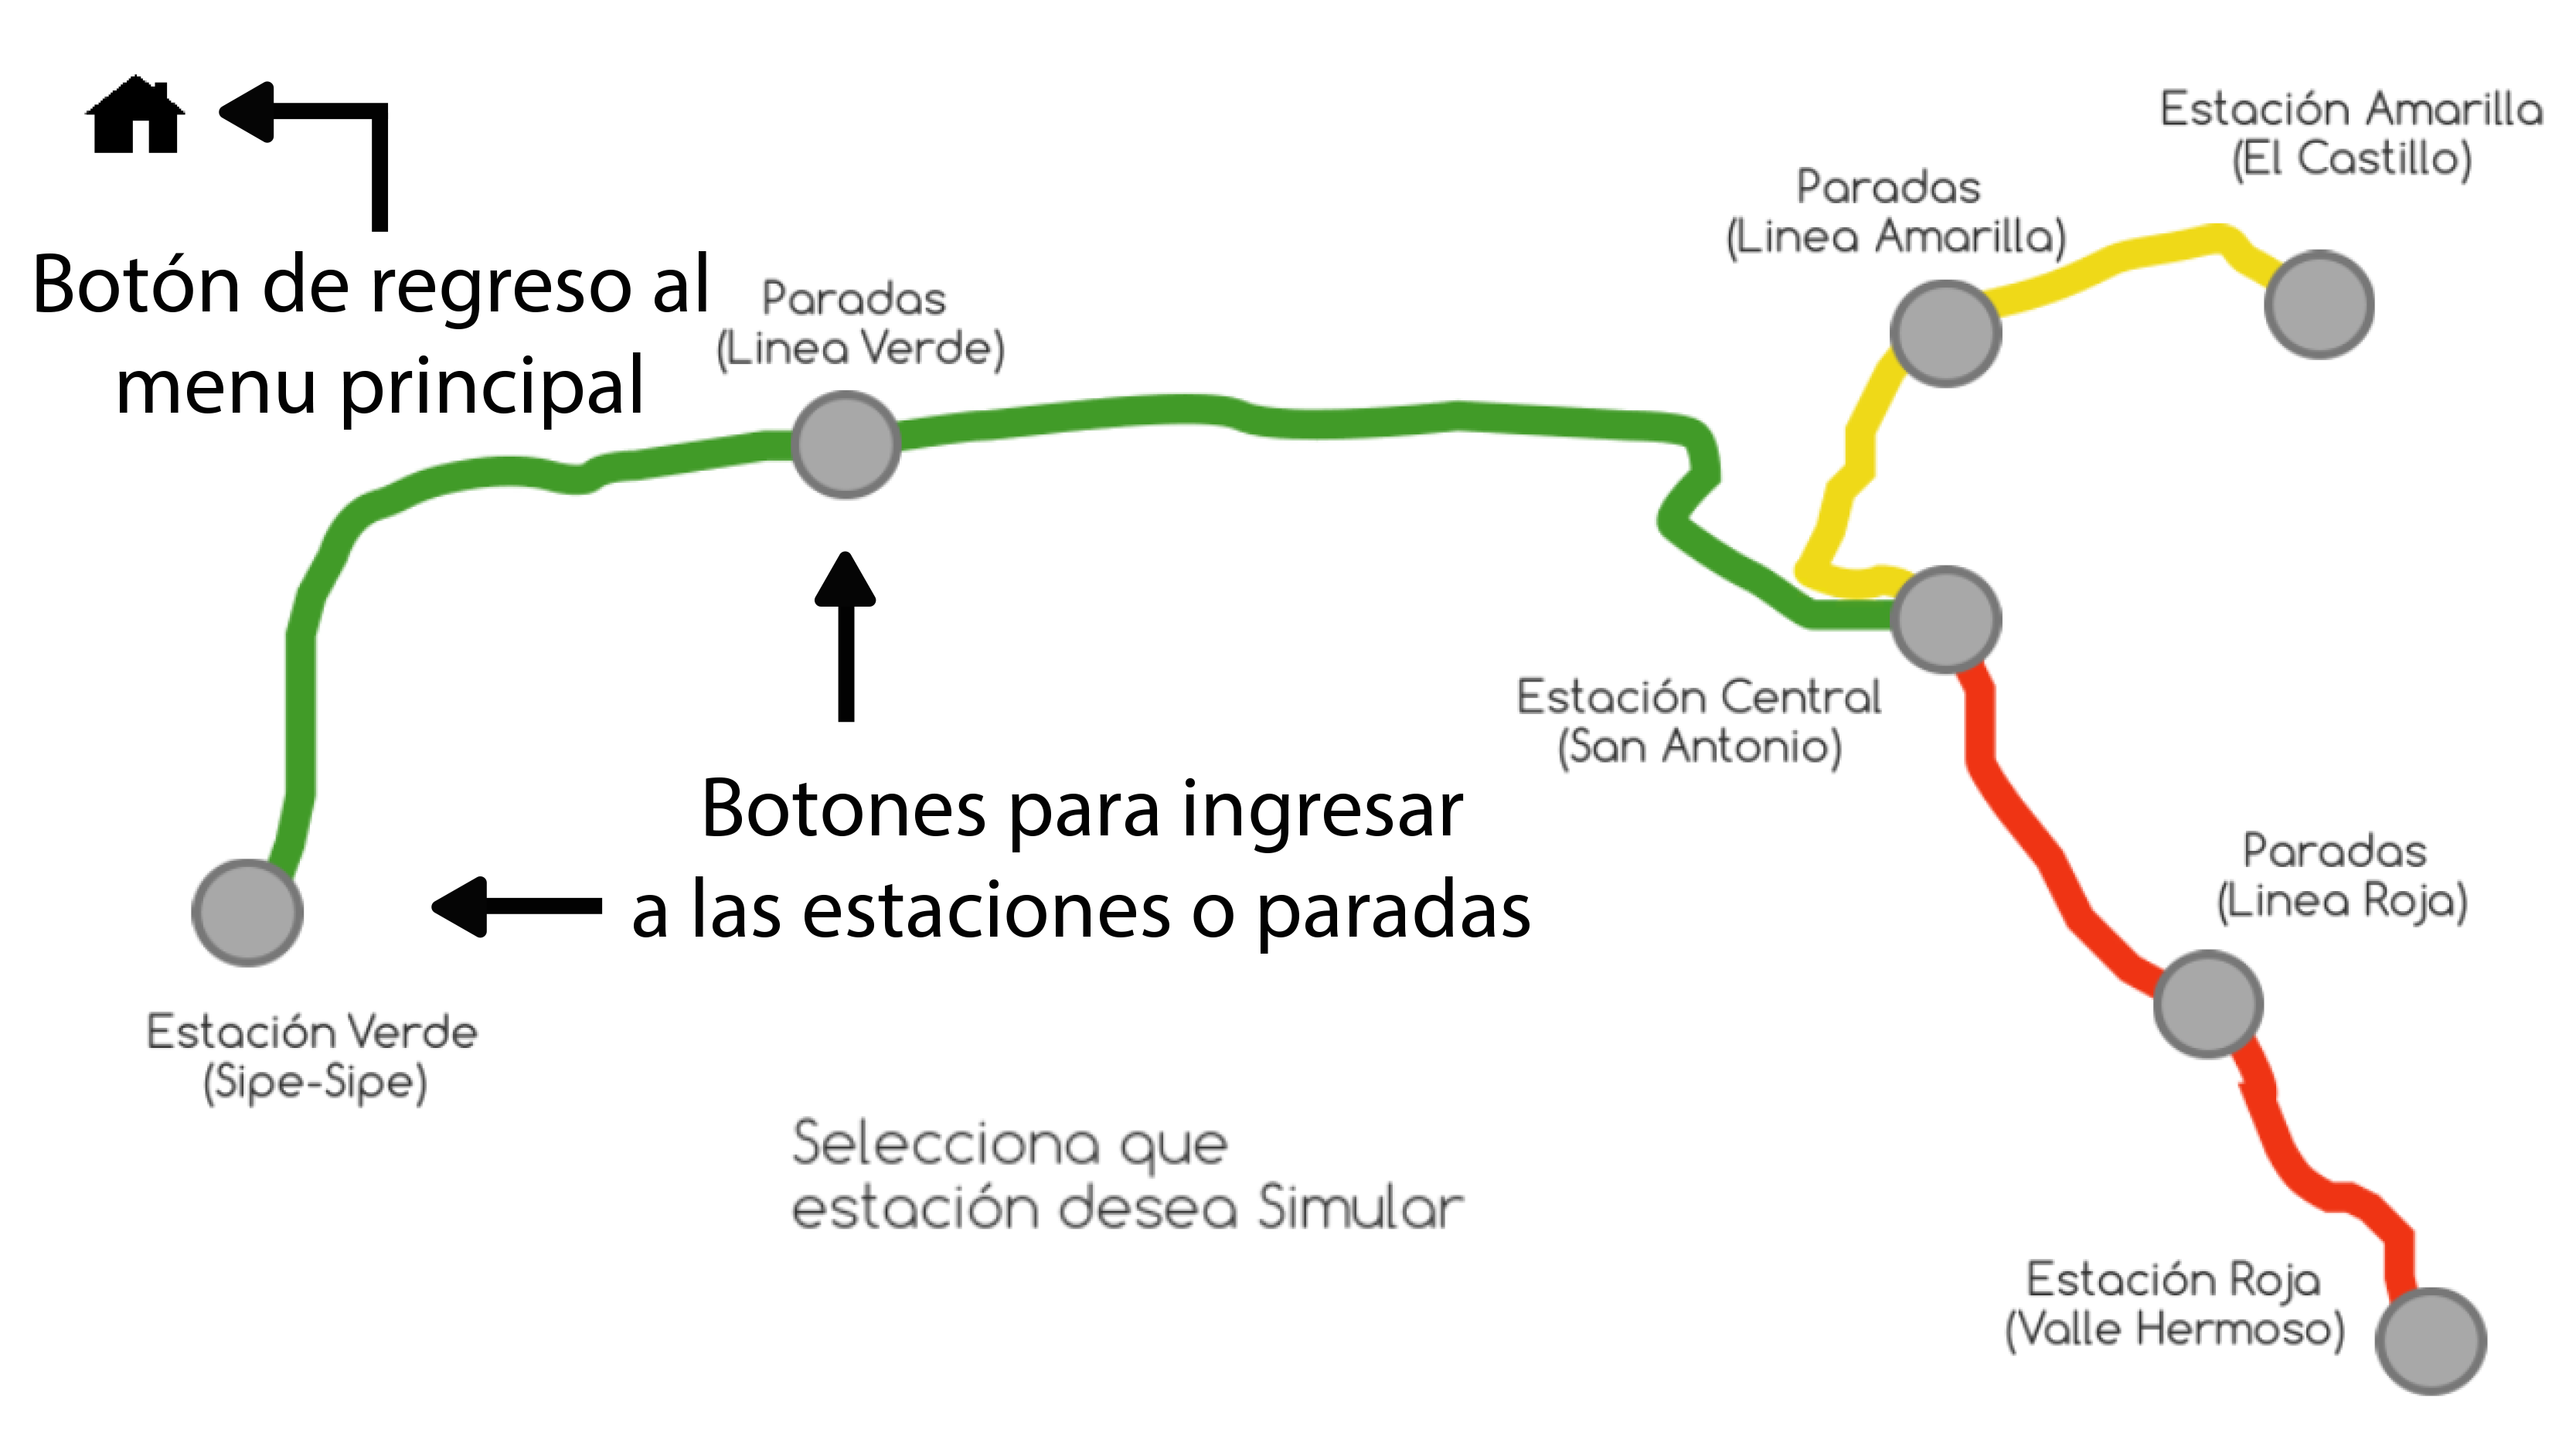 Estación Amarilla
(El Castillo)
Paradas
(Linea Amarilla)
Botón de regreso al
menu principal
Paradas
(Linea Verde)
Estación Central
(San Antonio)
Botones para ingresar
a las estaciones o paradas
Paradas
(Linea Roja)
Estación Verde
(Sipe-Sipe)
Selecciona que
estación desea Simular
Estación Roja
(Valle Hermoso)